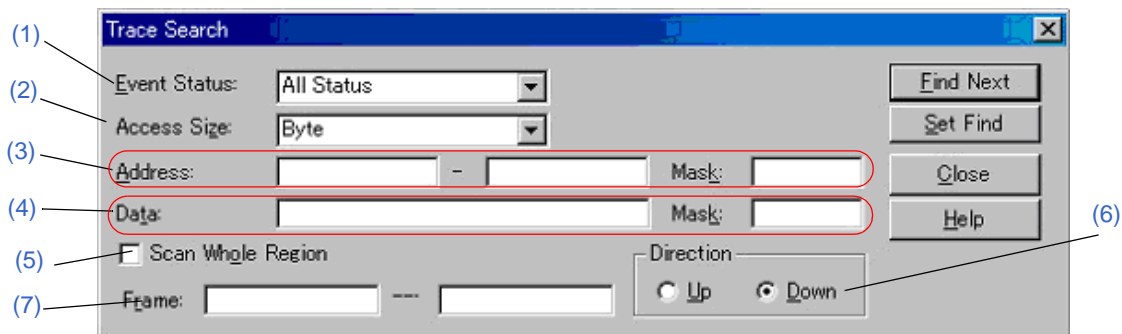 Trace Search
(1) Event Status: All Status Find Next
(2) Access Size: Byte Set Find
(3) Address: - Mask: Close
(4) Data: Mask: Help
(5) Scan Whole Region Direction (6)
(7) Frame: --- Up Down